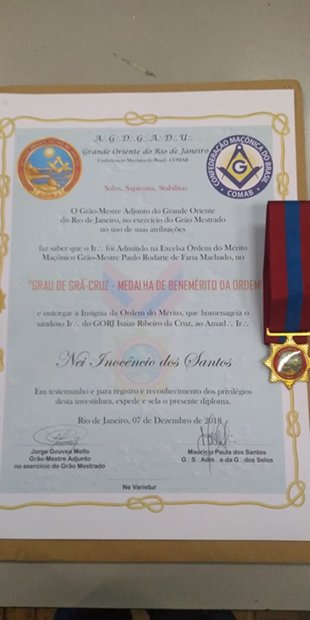 A∴G∴D∴G∴A∴D∴U∴
Grande Oriente do Rio de Janeiro
Confederação Maçônica do Brasil - COMAB
CONFEDERAÇÃO MAÇÔNICA DO BRASIL
COMAB
Salus, Sapientia, Stabilitas
O Grão-Mestre Adjunto do Grande Oriente
do Rio de Janeiro, no exercício do Grão Mestrado
no uso de suas atribuições
faz saber que o Ir∴ foi Admitido na Excelsa Ordem do Mérito
Maçônico Grão-Mestre Paulo Rodarte de Faria Machado, no
"GRAU DE GRÃ-CRUZ - MEDALHA DE BENEMÉRITO DA ORDEM"
e outorgar a Insígnia da Ordem do Mérito, que homenageia o
saudoso Ir∴ do GORJ Isaias Ribeiro da Cruz, ao Amad∴ Ir∴
Nei Inocêncio dos Santos
Em testemunho e para registro e reconhecimento dos privilégios
desta investidura, expede e sela o presente diploma.
Rio de Janeiro, 07 de Dezembro de 2018
Jorge Gouvea Mello
Grão-Mestre Adjunto
no exercício do Grão Mestrado
Mauricio Paula dos Santos
G∴S∴Adm∴ e da G∴ dos Selos
Ne Varietur